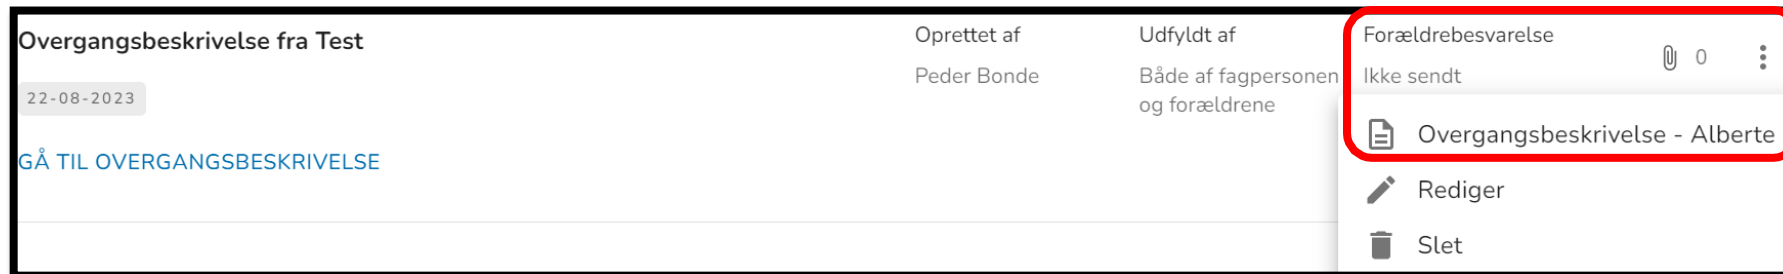 Overgangsbeskrivelse fra Test
22-08-2023
GÅ TIL OVERGANGSBESKRIVELSE
Oprettet af
Peder Bonde
Udfyldt af
Både af fagpersonen
og forældrene
Forældrebesvarelse
Ikke sendt
0
Overgangsbeskrivelse - Alberte
Rediger
Slet